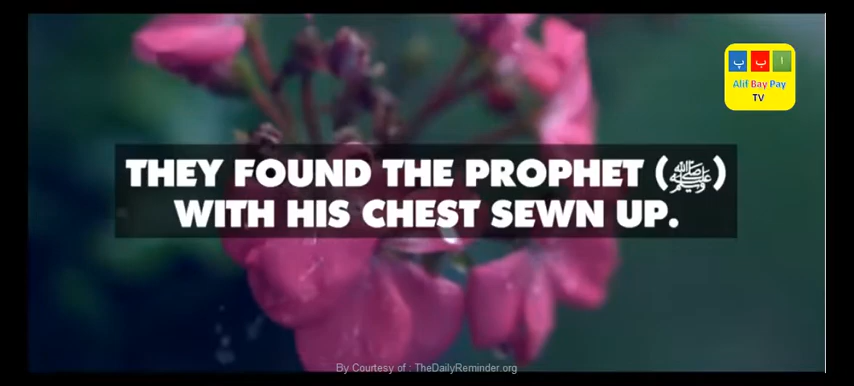 ا ب پ
Alif Bay Pay
TV
THEY FOUND THE PROPHET (ﷺ)
WITH HIS CHEST SEWN UP.
By Courtesy of : TheDailyReminder.org